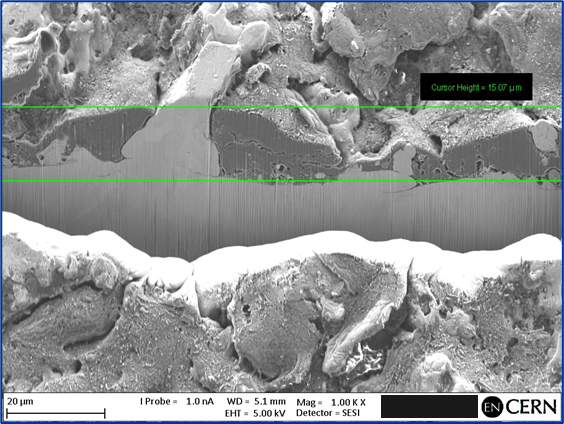 Cursor Height = 15.07 µm
20 µm
I Probe = 1.0 nA WD = 5.1 mm Mag = 1.00 K X
EHT = 5.00 kV Detector = SESI
EN CERN